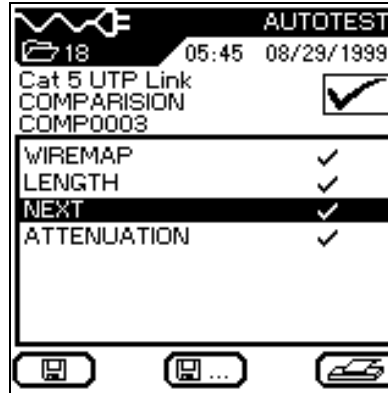 AUTOTEST
18 05:45 08/29/1999
Cat 5 UTP Link
COMPARISION
COMP0003
WIREMAP
LENGTH
NEXT
ATTENUATION
...